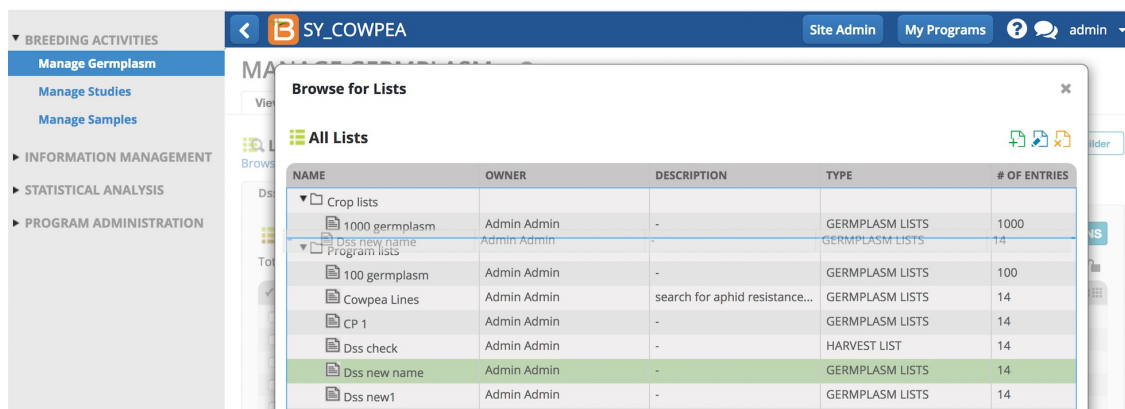 BREEDING ACTIVITIES
Manage Germplasm
Manage Studies
Manage Samples
INFORMATION MANAGEMENT
STATISTICAL ANALYSIS
PROGRAM ADMINISTRATION
SY_COWPEA
Site Admin My Programs ? admin
MANAGE GERMPLASM
Browse for Lists
All Lists
NAME OWNER DESCRIPTION TYPE # OF ENTRIES
Crop lists
1000 germplasm Admin Admin - GERMPLASM LISTS 1000
Dss new name Admin Admin - GERMPLASM LISTS 14
Program lists
100 germplasm Admin Admin - GERMPLASM LISTS 100
Cowpea Lines Admin Admin search for aphid resistance... GERMPLASM LISTS 14
CP 1 Admin Admin - GERMPLASM LISTS 14
Dss check Admin Admin - HARVEST LIST 14
Dss new name Admin Admin - GERMPLASM LISTS 14
Dss new1 Admin Admin - GERMPLASM LISTS 14